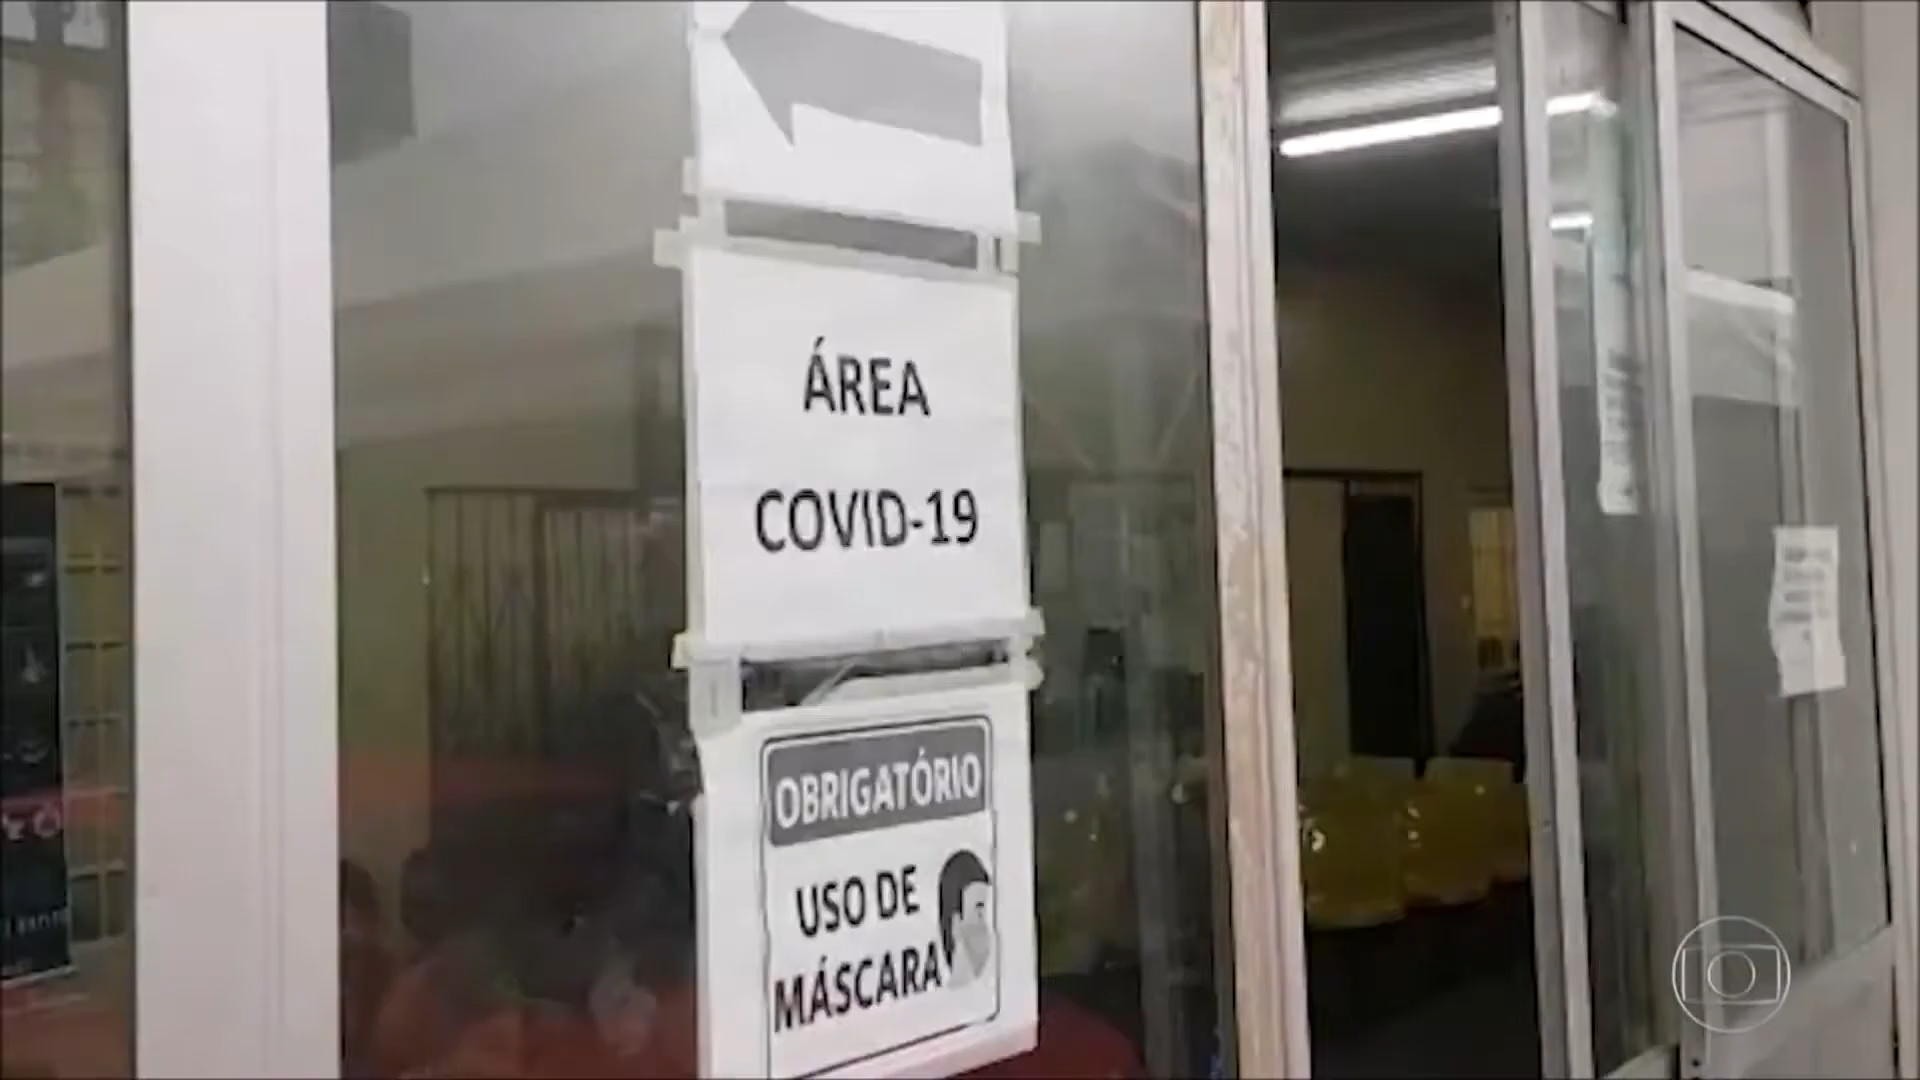 ÁREA
COVID-19
OBRIGATÓRIO
USO DE
MÁSCARA